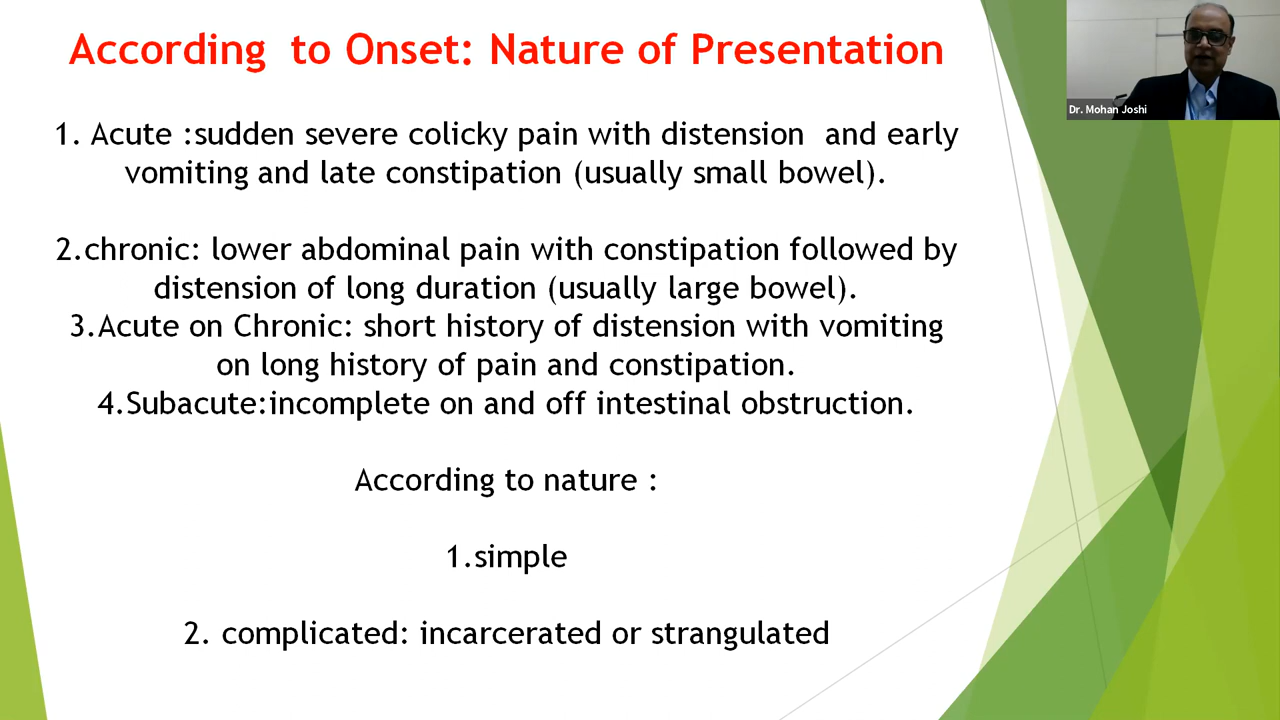 According to Onset: Nature of Presentation
Dr. Mohan Joshi
1. Acute :sudden severe colicky pain with distension and early
vomiting and late constipation (usually small bowel).
2.chronic: lower abdominal pain with constipation followed by
distension of long duration (usually large bowel).
3.Acute on Chronic: short history of distension with vomiting
on long history of pain and constipation.
4.Subacute:incomplete on and off intestinal obstruction.
According to nature :
1.simple
2. complicated: incarcerated or strangulated